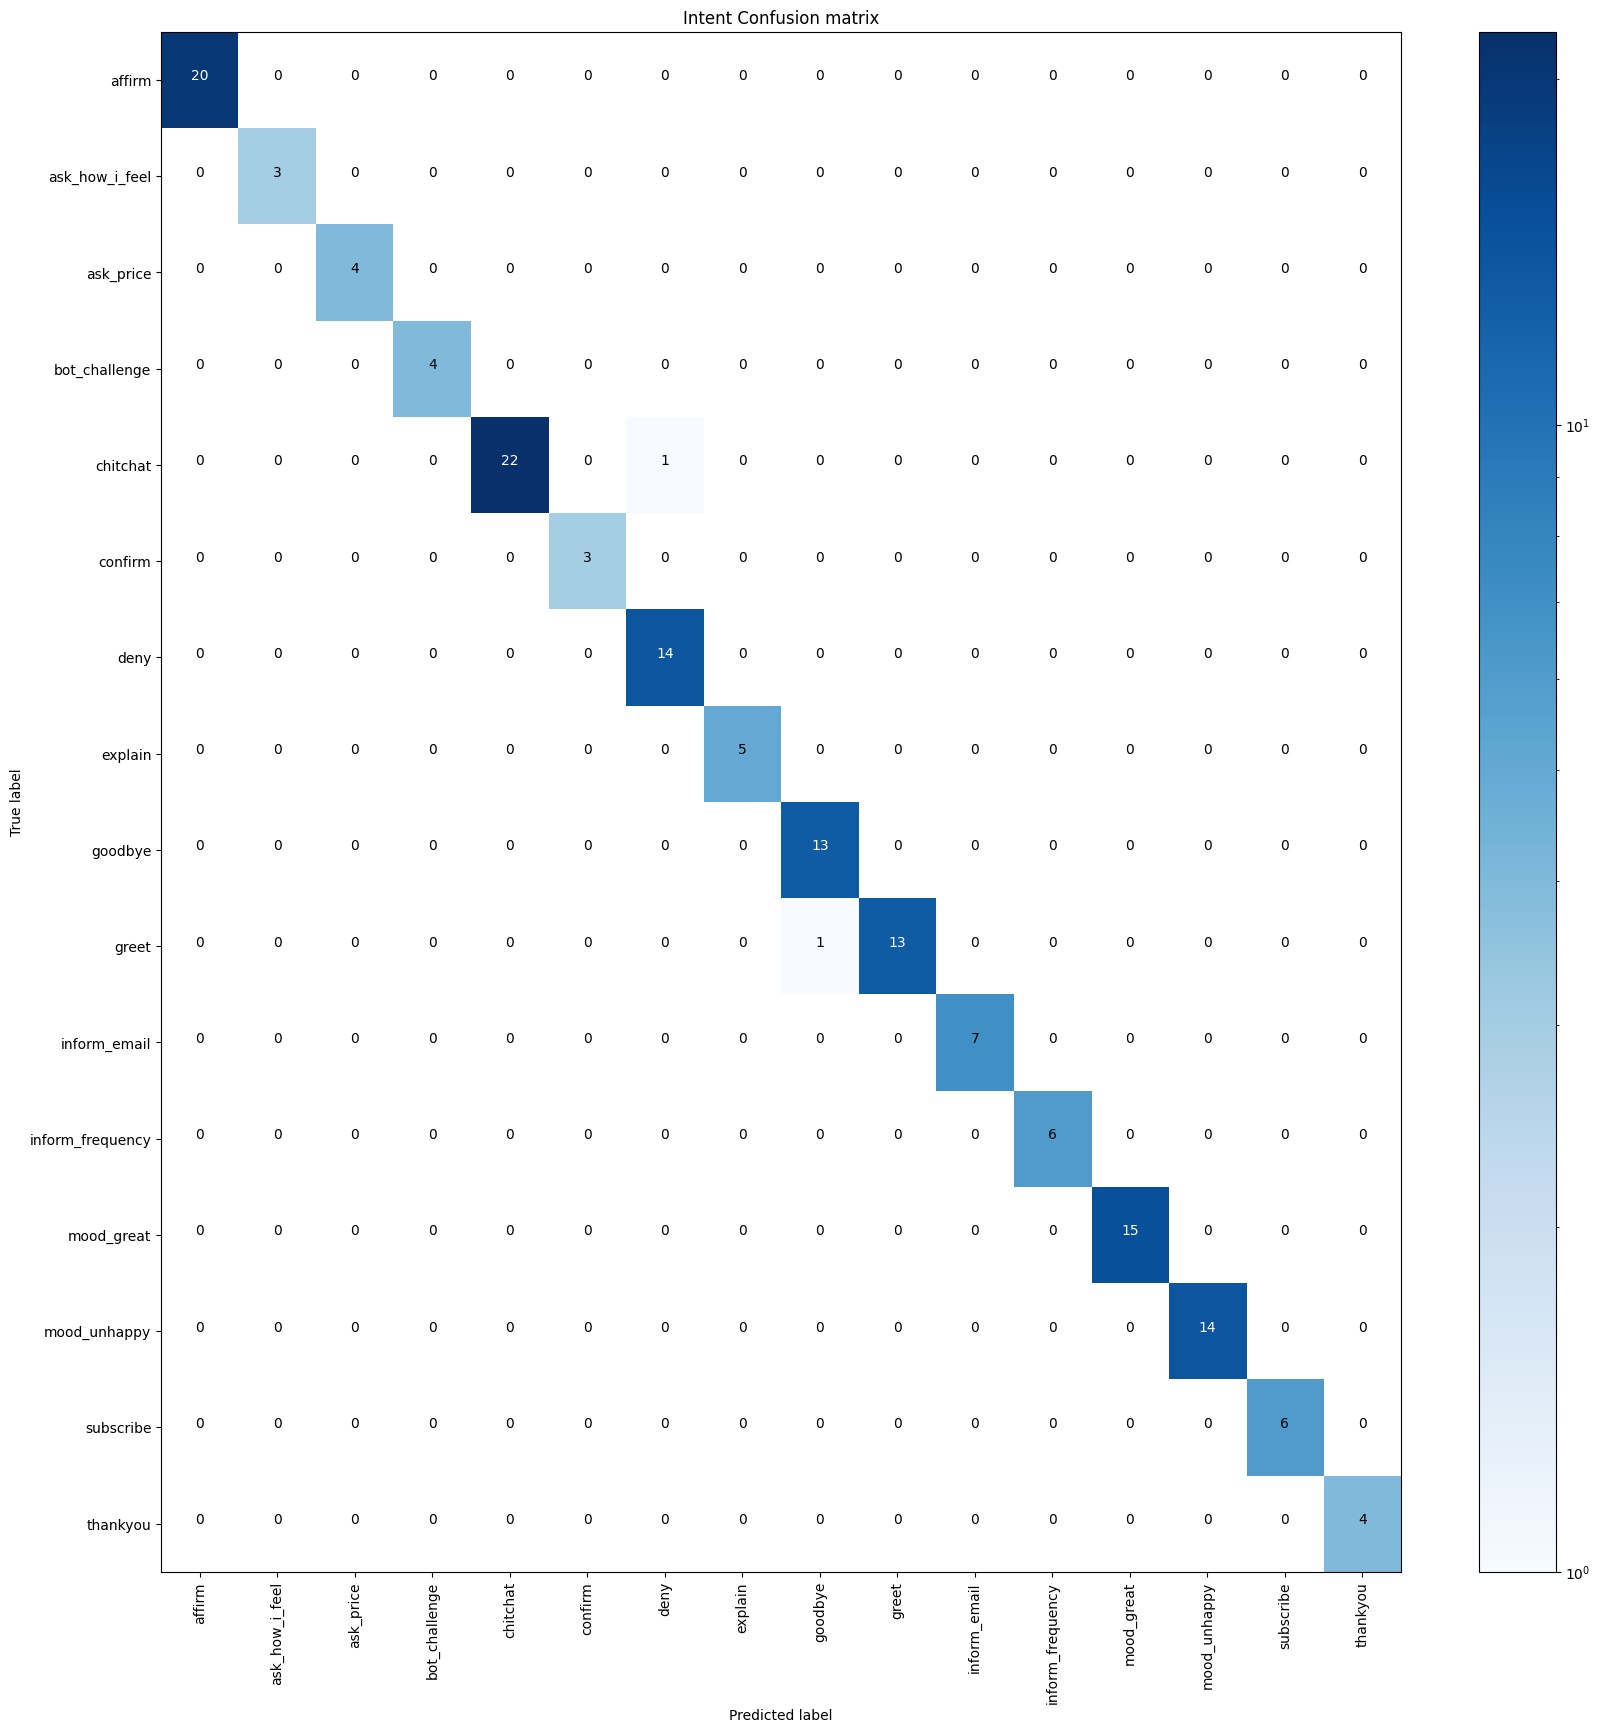 Intent Confusion matrix
affirm 20 0 0 0 0 0 0 0 0 0 0 0 0 0 0 0
ask_how_i_feel 0 3 0 0 0 0 0 0 0 0 0 0 0 0 0 0
ask_price 0 0 4 0 0 0 0 0 0 0 0 0 0 0 0 0
bot_challenge 0 0 0 4 0 0 0 0 0 0 0 0 0 0 0 0
chitchat 0 0 0 0 22 0 1 0 0 0 0 0 0 0 0 0
confirm 0 0 0 0 0 3 0 0 0 0 0 0 0 0 0 0
deny 0 0 0 0 0 0 14 0 0 0 0 0 0 0 0 0
explain 0 0 0 0 0 0 0 5 0 0 0 0 0 0 0 0
goodbye 0 0 0 0 0 0 0 0 13 0 0 0 0 0 0 0
greet 0 0 0 0 0 0 0 0 1 13 0 0 0 0 0 0
inform_email 0 0 0 0 0 0 0 0 0 0 7 0 0 0 0 0
inform_frequency 0 0 0 0 0 0 0 0 0 0 0 6 0 0 0 0
mood_great 0 0 0 0 0 0 0 0 0 0 0 0 15 0 0 0
mood_unhappy 0 0 0 0 0 0 0 0 0 0 0 0 0 14 0 0
subscribe 0 0 0 0 0 0 0 0 0 0 0 0 0 0 6 0
thankyou 0 0 0 0 0 0 0 0 0 0 0 0 0 0 0 4
True label
affirm
ask_how_i_feel
ask_price
bot_challenge
chitchat
confirm
deny
explain
goodbye
greet
inform_email
inform_frequency
mood_great
mood_unhappy
subscribe
thankyou
Predicted label
10¹
10⁰